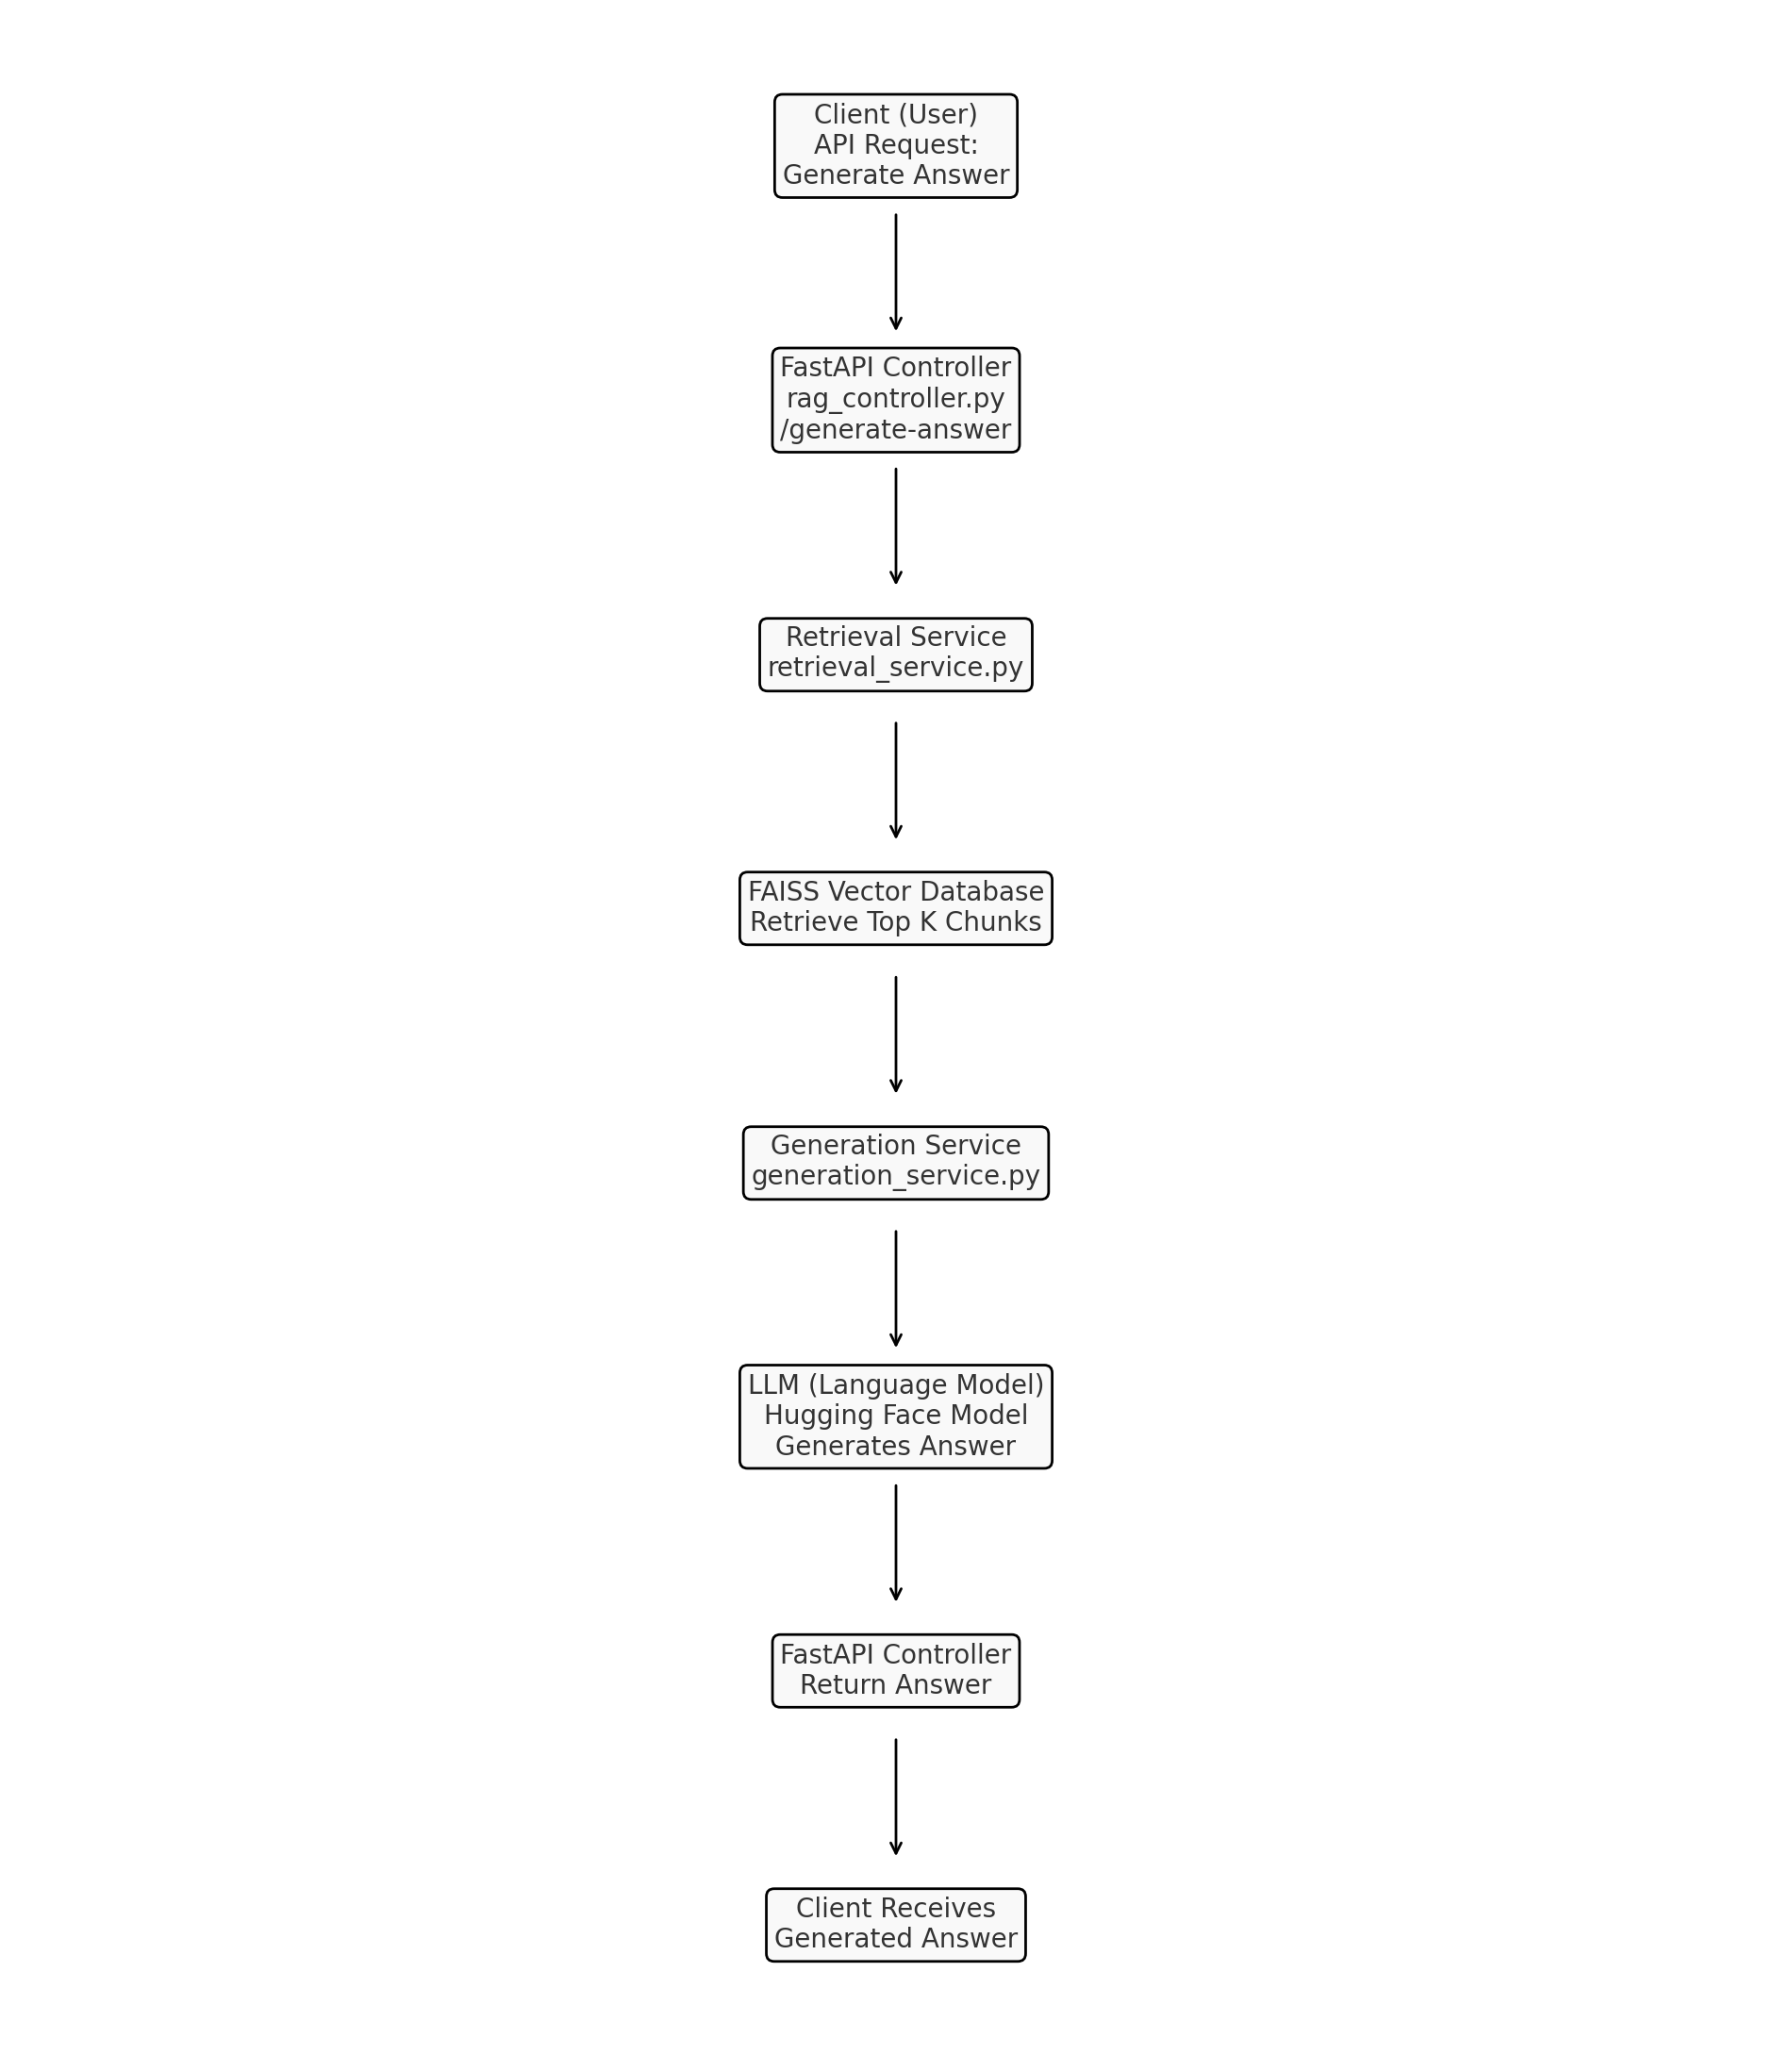 Client (User)
API Request:
Generate Answer
FastAPI Controller
rag_controller.py
/generate-answer
Retrieval Service
retrieval_service.py
FAISS Vector Database
Retrieve Top K Chunks
Generation Service
generation_service.py
LLM (Language Model)
Hugging Face Model
Generates Answer
FastAPI Controller
Return Answer
Client Receives
Generated Answer